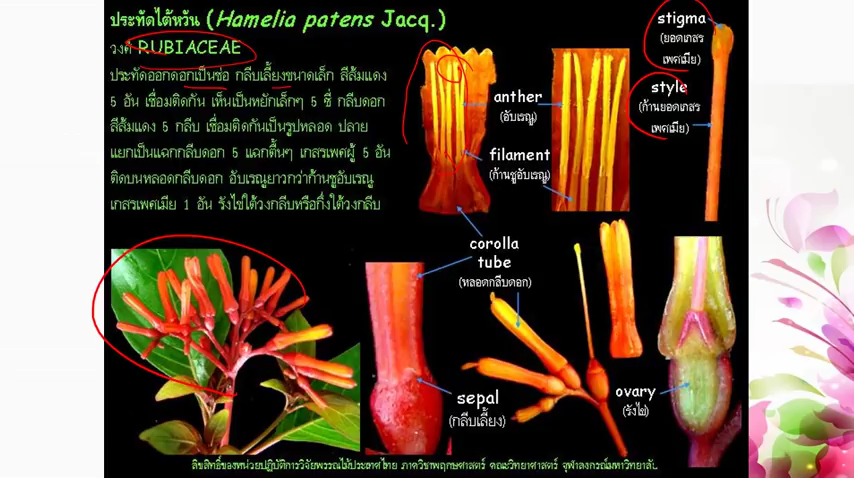 ประทัดไต้หวัน (Hamelia patens Jacq.)
วงศ์ RUBIACEAE
ประทัดออกดอกเป็นช่อ กลีบเลี้ยงขนาดเล็ก สีส้มแดง
5 อัน เชื่อมติดกัน เห็นเป็นหยักเล็กๆ 5 ซี่ กลีบดอก
สีส้มแดง 5 กลีบ เชื่อมติดกันเป็นรูปหลอด ปลาย
แยกเป็นแฉกกลีบดอก 5 แฉกตื้นๆ เกสรเพศผู้ 5 อัน
ติดบนหลอดกลีบดอก อับเรณูยาวกว่าก้านชูอับเรณู
เกสรเพศเมีย 1 อัน รังไข่ใต้วงกลีบหรือกึ่งใต้วงกลีบ
anther
(อับเรณู)
filament
(ก้านชูอับเรณู)
stigma
(ยอดเกสร
เพศเมีย)
style
(ก้านยอดเกสร
เพศเมีย)
corolla
tube
(หลอดกลีบดอก)
sepal
(กลีบเลี้ยง)
ovary
(รังไข่)
ลิขสิทธิ์ของหน่วยปฏิบัติการวิจัยพรรณไม้ประเทศไทย ภาควิชาพฤกษศาสตร์ คณะวิทยาศาสตร์ จุฬาลงกรณ์มหาวิทยาลัย